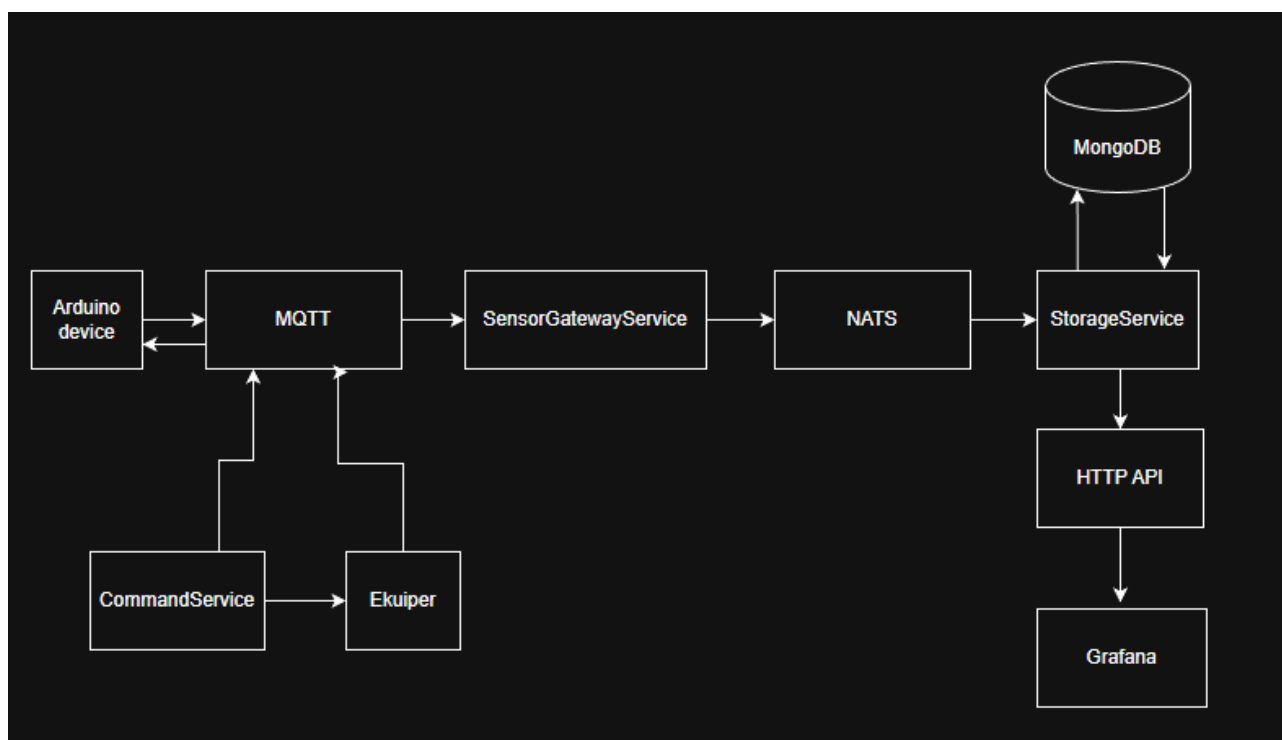 MongoDB
Arduino
device
MQTT
SensorGatewayService
NATS
StorageService
HTTP API
CommandService
Ekuiper
Grafana